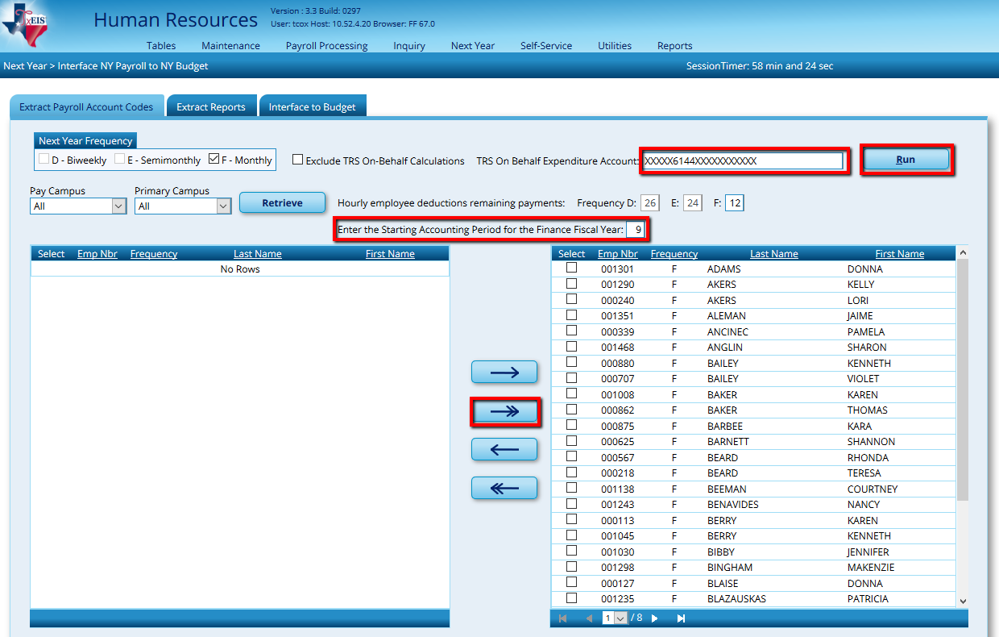 TxEIS
Human Resources
Version : 3.3 Build: 0297
User: tcox Host: 10.52.4.20 Browser: FF 67.0
Tables Maintenance Payroll Processing Inquiry Next Year Self-Service Utilities Reports
Next Year > Interface NY Payroll to NY Budget SessionTimer: 58 min and 24 sec
Extract Payroll Account Codes Extract Reports Interface to Budget
Next Year Frequency
D - Biweekly E - Semimonthly F - Monthly Exclude TRS On-Behalf Calculations TRS On Behalf Expenditure Account: XXXXX6144XXXXXXXXXXX Run
Pay Campus Primary Campus
All All Retrieve Hourly employee deductions remaining payments: Frequency D: 26 E: 24 F: 12
Enter the Starting Accounting Period for the Finance Fiscal Year: 9
Select Emp Nbr Frequency Last Name First Name
No Rows
Select Emp Nbr Frequency Last Name First Name
001301 F ADAMS DONNA
001290 F AKERS KELLY
000240 F AKERS LORI
001351 F ALEMAN JAIME
000339 F ANCINEC PAMELA
001468 F ANGLIN SHARON
000880 F BAILEY KENNETH
000707 F BAILEY VIOLET
001008 F BAKER KAREN
000862 F BAKER THOMAS
000875 F BARBEE KARA
000625 F BARNETT SHANNON
000567 F BEARD RHONDA
000218 F BEARD TERESA
001138 F BEEMAN COURTNEY
001243 F BENAVIDES NANCY
000113 F BERRY KAREN
001045 F BERRY KENNETH
001030 F BIBBY JENNIFER
001298 F BINGHAM MAKENZIE
000127 F BLAISE DONNA
001235 F BLAZAUSKAS PATRICIA
1 / 8